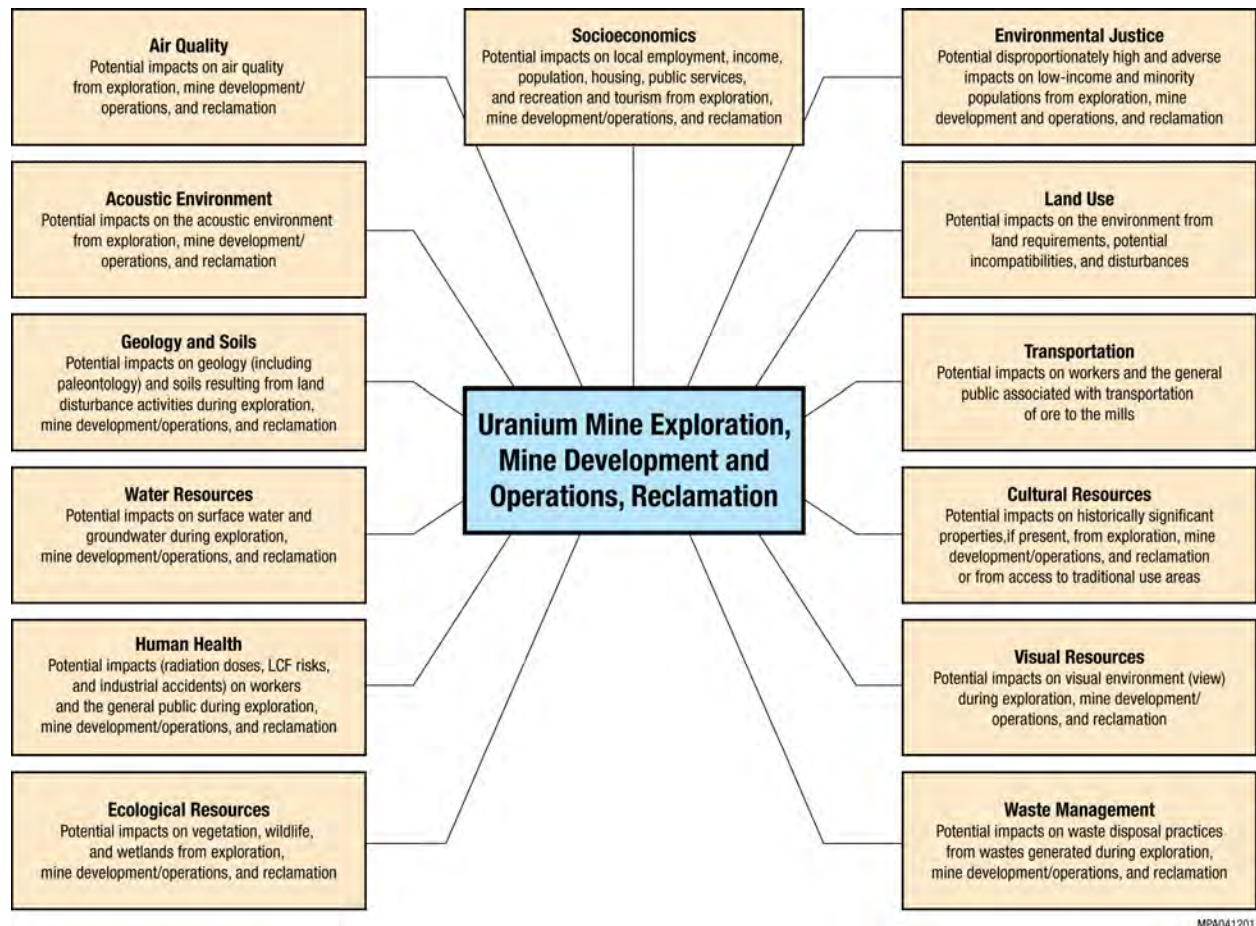 Air Quality
Potential impacts on air quality
from exploration, mine development/
operations, and reclamation
Socioeconomics
Potential impacts on local employment, income,
population, housing, public services,
and recreation and tourism from exploration,
mine development/operations, and reclamation
Environmental Justice
Potential disproportionately high and adverse
impacts on low-income and minority
populations from exploration, mine
development and operations, and reclamation
Acoustic Environment
Potential impacts on the acoustic environment
from exploration, mine development/
operations, and reclamation
Land Use
Potential impacts on the environment from
land requirements, potential
incompatibilities, and disturbances
Geology and Soils
Potential impacts on geology (including
paleontology) and soils resulting from land
disturbance activities during exploration,
mine development/operations, and reclamation
Transportation
Potential impacts on workers and the general
public associated with transportation
of ore to the mills
Uranium Mine Exploration,
Mine Development and
Operations, Reclamation
Water Resources
Potential impacts on surface water and
groundwater during exploration,
mine development/operations, and reclamation
Cultural Resources
Potential impacts on historically significant
properties,if present, from exploration, mine
development/operations, and reclamation
or from access to traditional use areas
Human Health
Potential impacts (radiation doses, LCF risks,
and industrial accidents) on workers
and the general public during exploration,
mine development/operations, and reclamation
Visual Resources
Potential impacts on visual environment (view)
during exploration, mine development/
operations, and reclamation
Ecological Resources
Potential impacts on vegetation, wildlife,
and wetlands from exploration,
mine development/operations, and reclamation
Waste Management
Potential impacts on waste disposal practices
from wastes generated during exploration,
mine development/operations, and reclamation
MPA041201